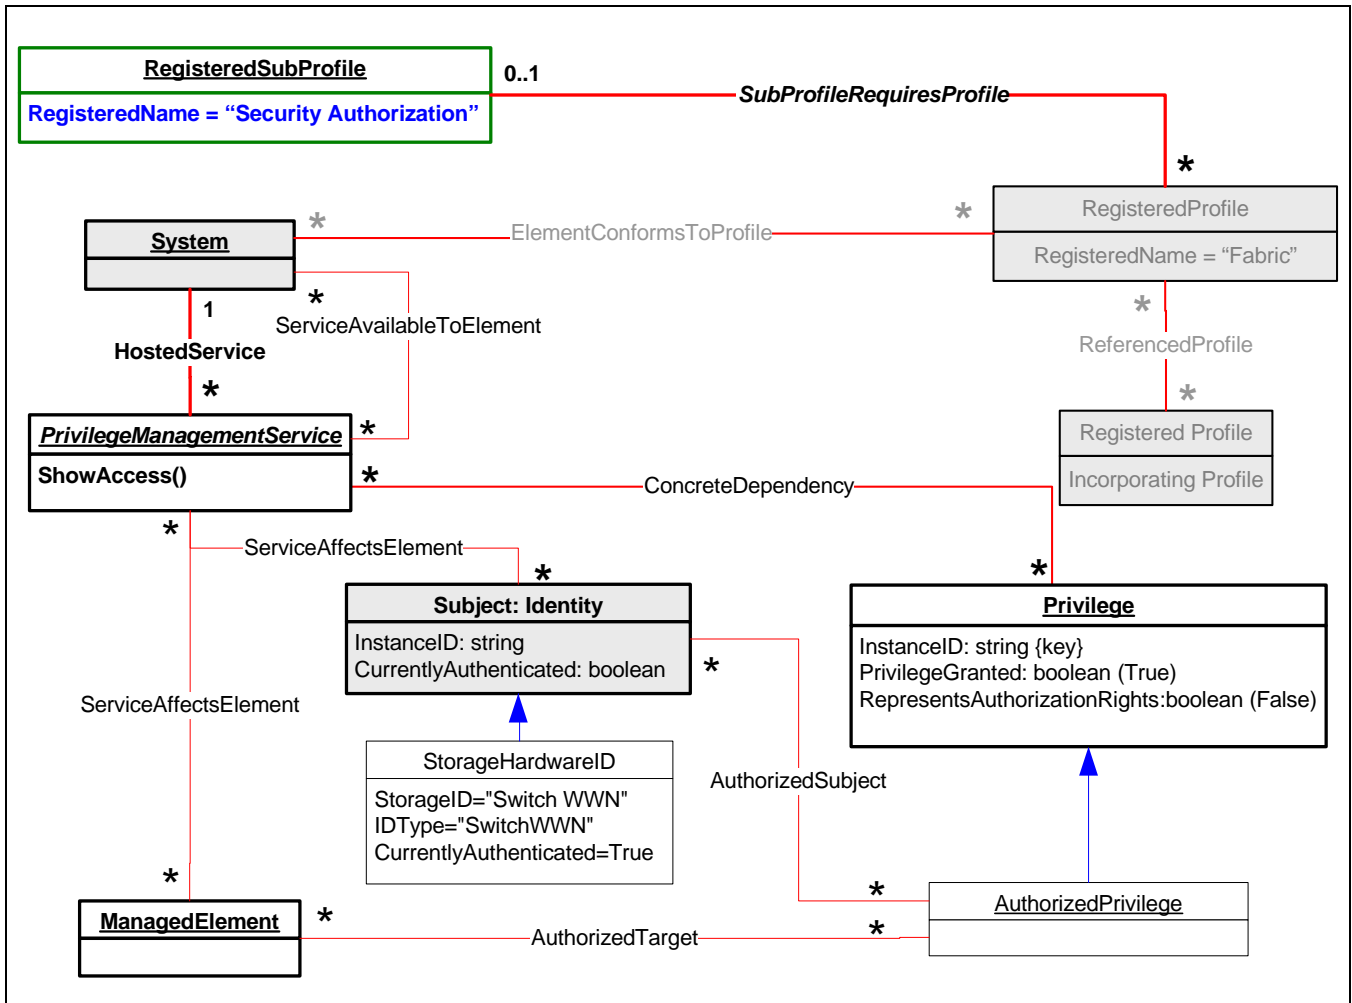 RegisteredSubProfile
RegisteredName = “Security Authorization”
0..1
SubProfileRequiresProfile
*
RegisteredProfile
RegisteredName = “Fabric”
*
ElementConformsToProfile
*
System
*
1
ServiceAvailableToElement
HostedService
*
*
ReferencedProfile
*
Registered Profile
Incorporating Profile
PrivilegeManagementService
*
ShowAccess()
*
ConcreteDependency
*
*
ServiceAffectsElement
*
Subject: Identity
InstanceID: string
CurrentlyAuthenticated: boolean
*
Privilege
InstanceID: string {key}
PrivilegeGranted: boolean (True)
RepresentsAuthorizationRights:boolean (False)
ServiceAffectsElement
StorageHardwareID
StorageID="Switch WWN"
IDType="SwitchWWN"
CurrentlyAuthenticated=True
AuthorizedSubject
*
*
ManagedElement
*
AuthorizedTarget
*
AuthorizedPrivilege